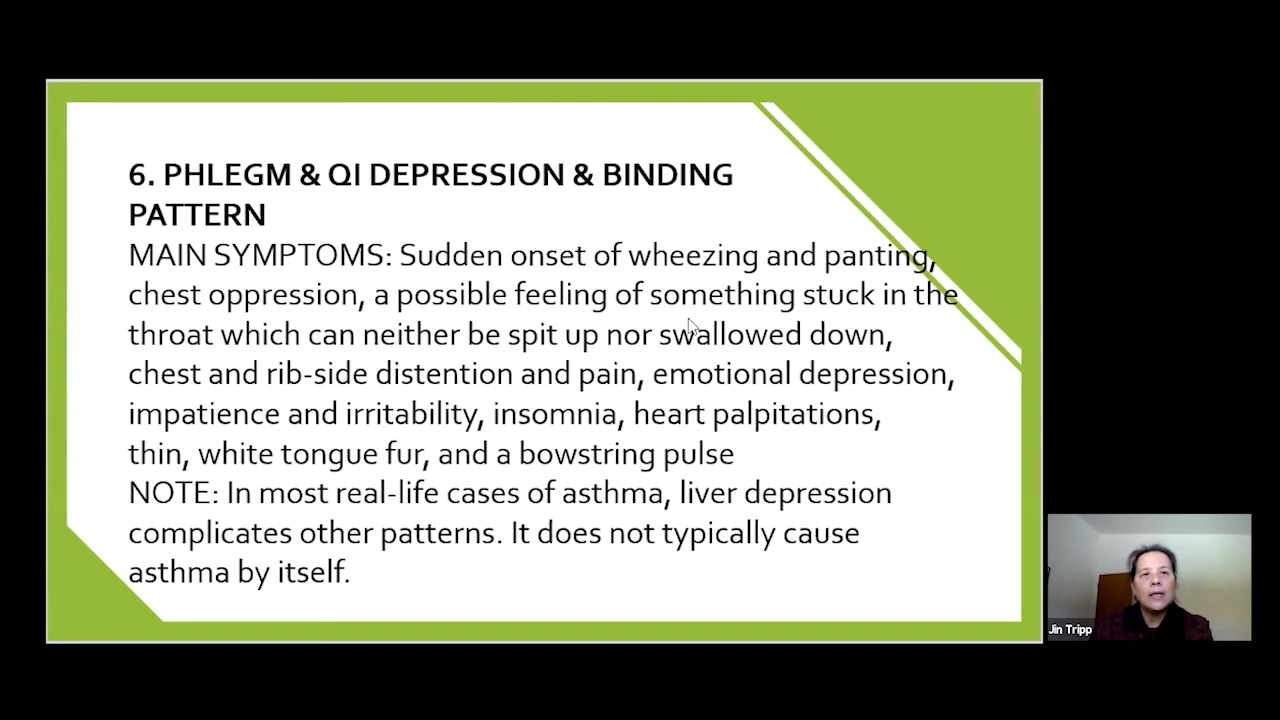 6. PHLEGM & QI DEPRESSION & BINDING
PATTERN
MAIN SYMPTOMS: Sudden onset of wheezing and panting,
chest oppression, a possible feeling of something stuck in the
throat which can neither be spit up nor swallowed down,
chest and rib-side distention and pain, emotional depression,
impatience and irritability, insomnia, heart palpitations,
thin, white tongue fur, and a bowstring pulse
NOTE: In most real-life cases of asthma, liver depression
complicates other patterns. It does not typically cause
asthma by itself.
Jin Tripp